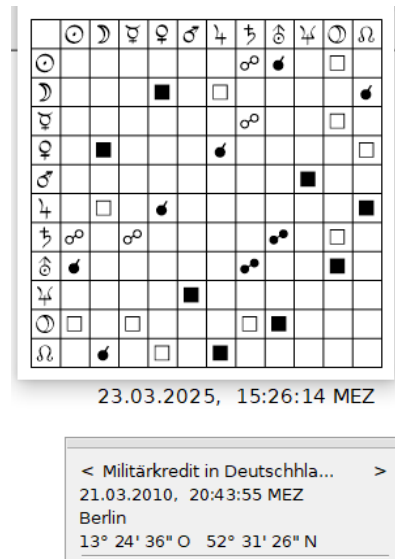 23.03.2025, 15:26:14 MEZ
< Militärkredit in Deutschhla... >
21.03.2010, 20:43:55 MEZ
Berlin
13° 24' 36" O 52° 31' 26" N